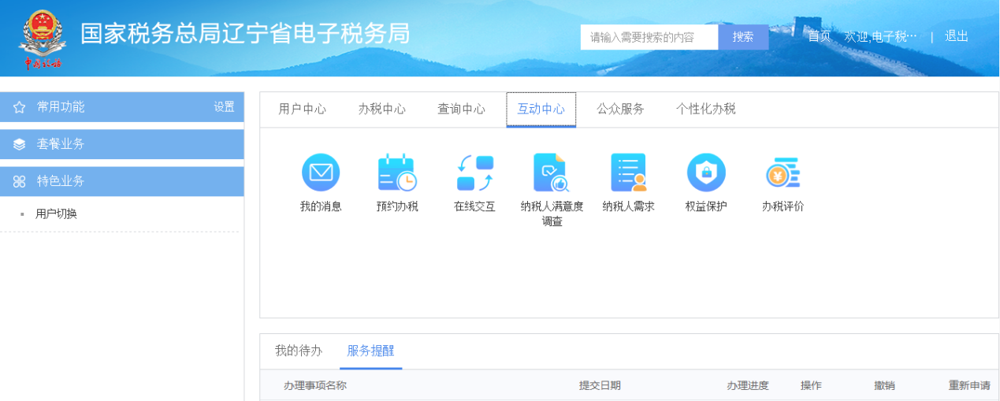 国家税务总局辽宁省电子税务局
请输入需要搜索的内容 搜索 首页 欢迎,电子税… | 退出
中国税务
常用功能 设置
套餐业务
特色业务
用户切换
用户中心 办税中心 查询中心 互动中心 公众服务 个性化办税
我的消息 预约办税 在线交互 纳税人满意度调查 纳税人需求 权益保护 办税评价
我的待办 服务提醒
办理事项名称 提交日期 办理进度 操作 撤销 重新申请